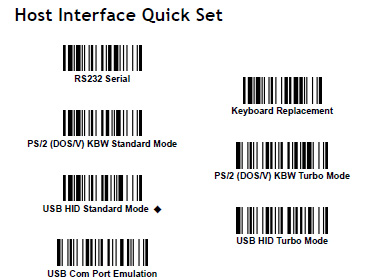 Host Interface Quick Set
RS232 Serial
Keyboard Replacement
PS/2 (DOS/V) KBW Standard Mode
PS/2 (DOS/V) KBW Turbo Mode
USB HID Standard Mode ◆
USB HID Turbo Mode
USB Com Port Emulation